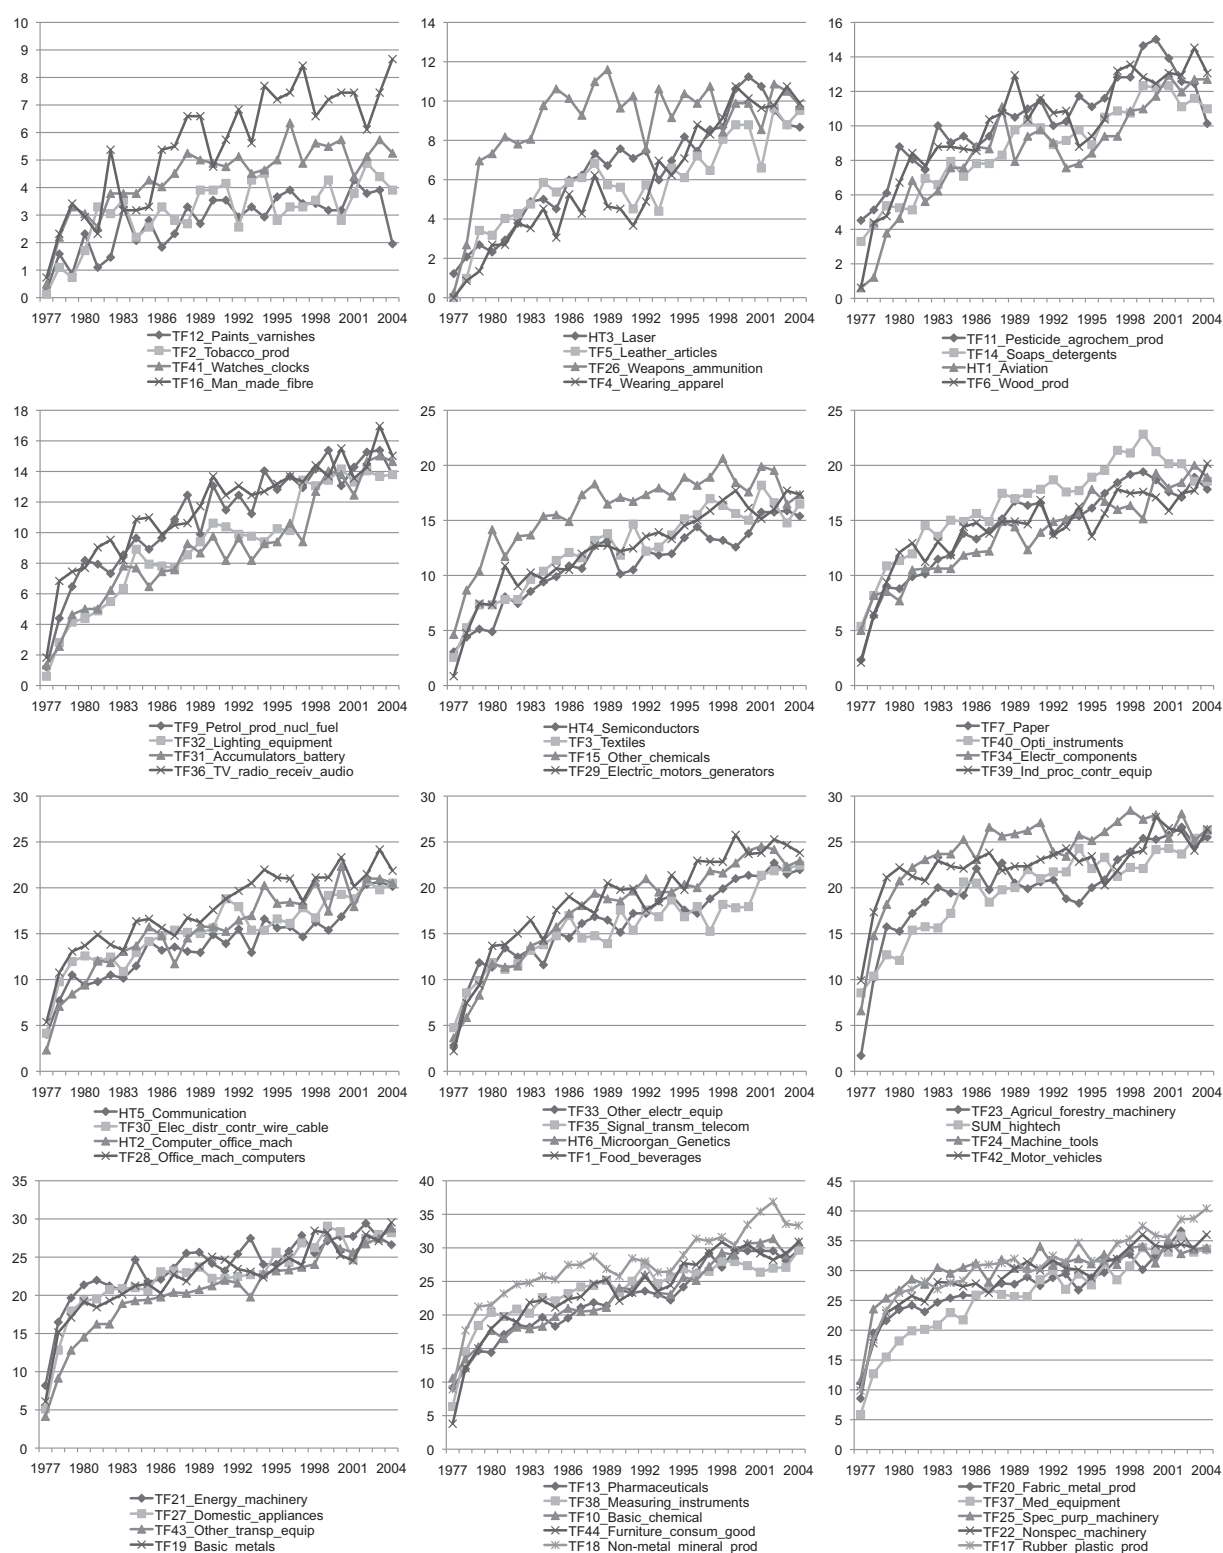 10
9
8
7
6
5
4
3
2
1
0
1977 1980 1983 1986 1989 1992 1995 1998 2001 2004
TF12_Paints_varnishes
TF2_Tobacco_prod
TF41_Watches_clocks
TF16_Man_made_fibre
14
12
10
8
6
4
2
0
1977 1980 1983 1986 1989 1992 1995 1998 2001 2004
HT3_Laser
TF5_Leather_articles
TF26_Weapons_ammunition
TF4_Wearing_apparel
16
14
12
10
8
6
4
2
0
1977 1980 1983 1986 1989 1992 1995 1998 2001 2004
TF11_Pesticide_agrochem_prod
TF14_Soaps_detergents
HT1_Aviation
TF6_Wood_prod
18
16
14
12
10
8
6
4
2
0
1977 1980 1983 1986 1989 1992 1995 1998 2001 2004
TF9_Petrol_prod_nucl_fuel
TF32_Lighting_equipment
TF31_Accumulators_battery
TF36_TV_radio_receiv_audio
25
20
15
10
5
0
1977 1980 1983 1986 1989 1992 1995 1998 2001 2004
HT4_Semiconductors
TF3_Textiles
TF15_Other_chemicals
TF29_Electric_motors_generators
25
20
15
10
5
0
1977 1980 1983 1986 1989 1992 1995 1998 2001 2004
TF7_Paper
TF40_Opti_instruments
TF34_Electr_components
TF39_Ind_proc_contr_equip
30
25
20
15
10
5
0
1977 1980 1983 1986 1989 1992 1995 1998 2001 2004
HT5_Communication
TF30_Elec_distr_contr_wire_cable
HT2_Computer_office_mach
TF28_Office_mach_computers
30
25
20
15
10
5
0
1977 1980 1983 1986 1989 1992 1995 1998 2001 2004
TF33_Other_electr_equip
TF35_Signal_transm_telecom
HT6_Microorgan_Genetics
TF1_Food_beverages
30
25
20
15
10
5
0
1977 1980 1983 1986 1989 1992 1995 1998 2001 2004
TF23_Agricul_forestry_machinery
SUM_hightech
TF24_Machine_tools
TF42_Motor_vehicles
35
30
25
20
15
10
5
0
1977 1980 1983 1986 1989 1992 1995 1998 2001 2004
TF21_Energy_machinery
TF27_Domestic_appliances
TF43_Other_transp_equip
TF19_Basic_metals
40
35
30
25
20
15
10
5
0
1977 1980 1983 1986 1989 1992 1995 1998 2001 2004
TF13_Pharmaceuticals
TF38_Measuring_instruments
TF10_Basic_chemical
TF44_Furniture_consum_good
TF18_Non-metal_mineral_prod
45
40
35
30
25
20
35
10
5
0
1977 1980 1983 1986 1989 1992 1995 1998 2001 2004
TF20_Fabric_metal_prod
TF37_Med_equipment
TF25_Spec_purp_machinery
TF22_Nonspec_machinery
TF17_Rubber_plastic_prod